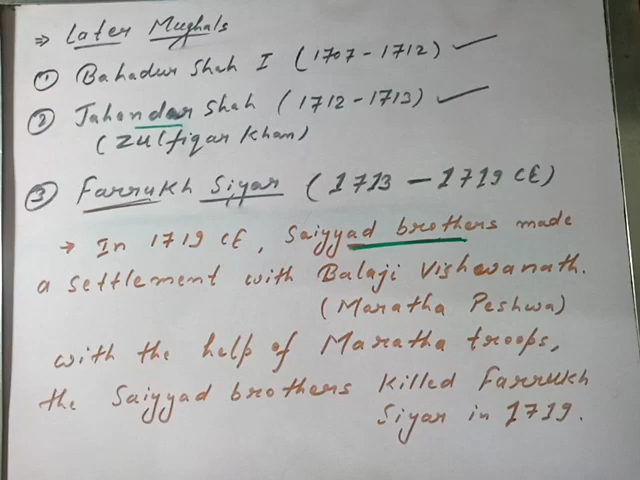 ⇒ Later Mughals
① Bahadur Shah I (1707 - 1712) ✓
② Jahandar Shah (1712 - 1713) ✓
(Zulfiqar Khan)
③ Farrukh Siyar (1713 - 1719 CE)
→ In 1719 CE, Saiyyad brothers made
a settlement with Balaji Vishwanath.
(Maratha Peshwa)
with the help of Maratha troops,
the Saiyyad brothers killed Farrukh
Siyar in 1719.